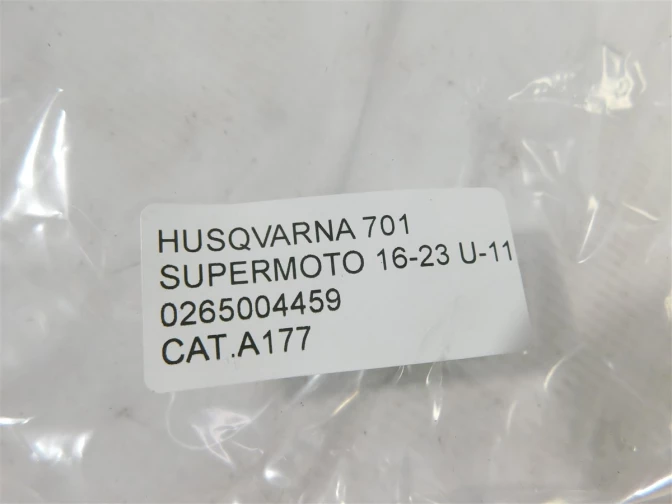 HUSQVARNA 701
SUPERMOTO 16-23 U-11
0265004459
CAT.A177